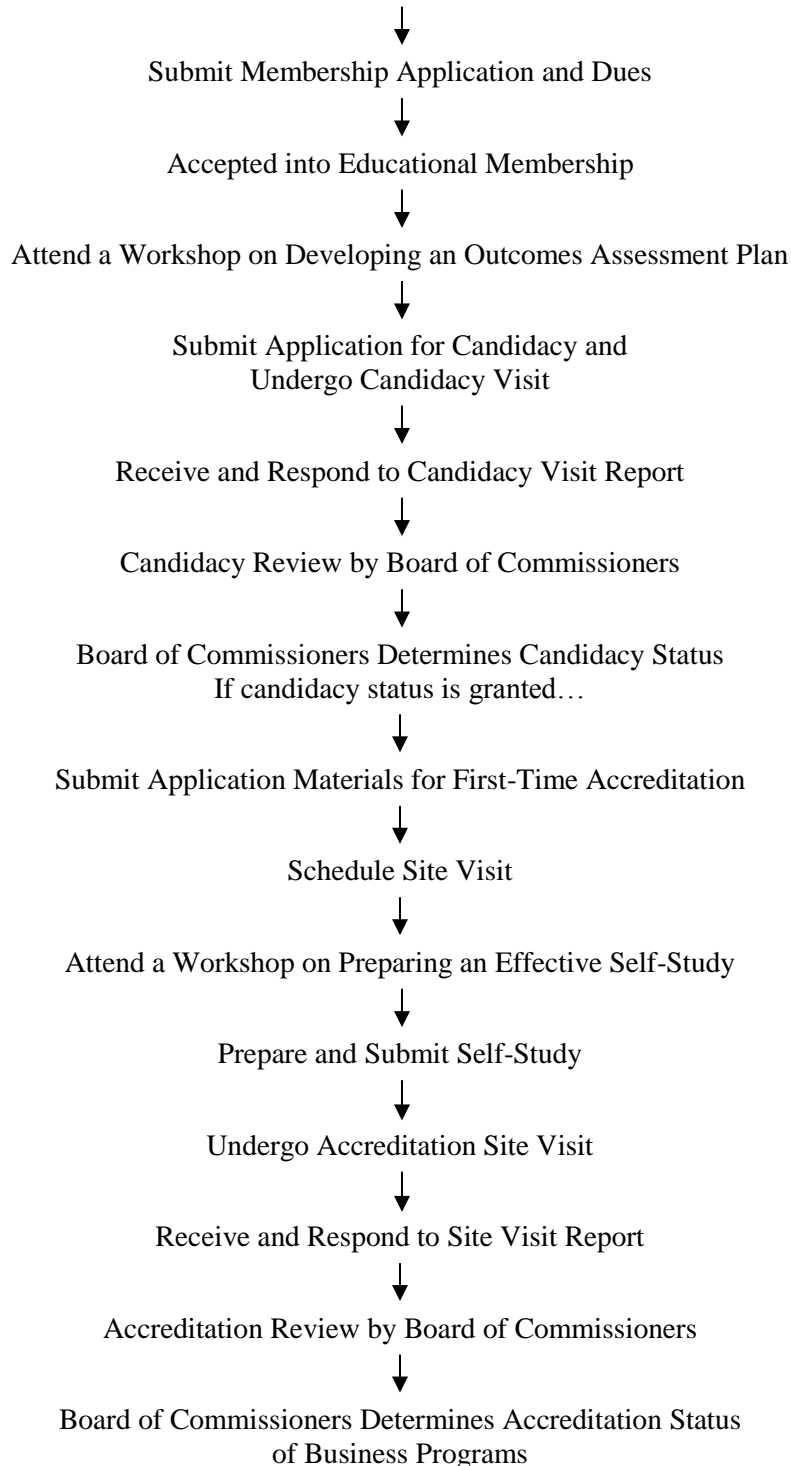 Submit Membership Application and Dues
Accepted into Educational Membership
Attend a Workshop on Developing an Outcomes Assessment Plan
Submit Application for Candidacy and
Undergo Candidacy Visit
Receive and Respond to Candidacy Visit Report
Candidacy Review by Board of Commissioners
Board of Commissioners Determines Candidacy Status
If candidacy status is granted…
Submit Application Materials for First-Time Accreditation
Schedule Site Visit
Attend a Workshop on Preparing an Effective Self-Study
Prepare and Submit Self-Study
Undergo Accreditation Site Visit
Receive and Respond to Site Visit Report
Accreditation Review by Board of Commissioners
Board of Commissioners Determines Accreditation Status
of Business Programs